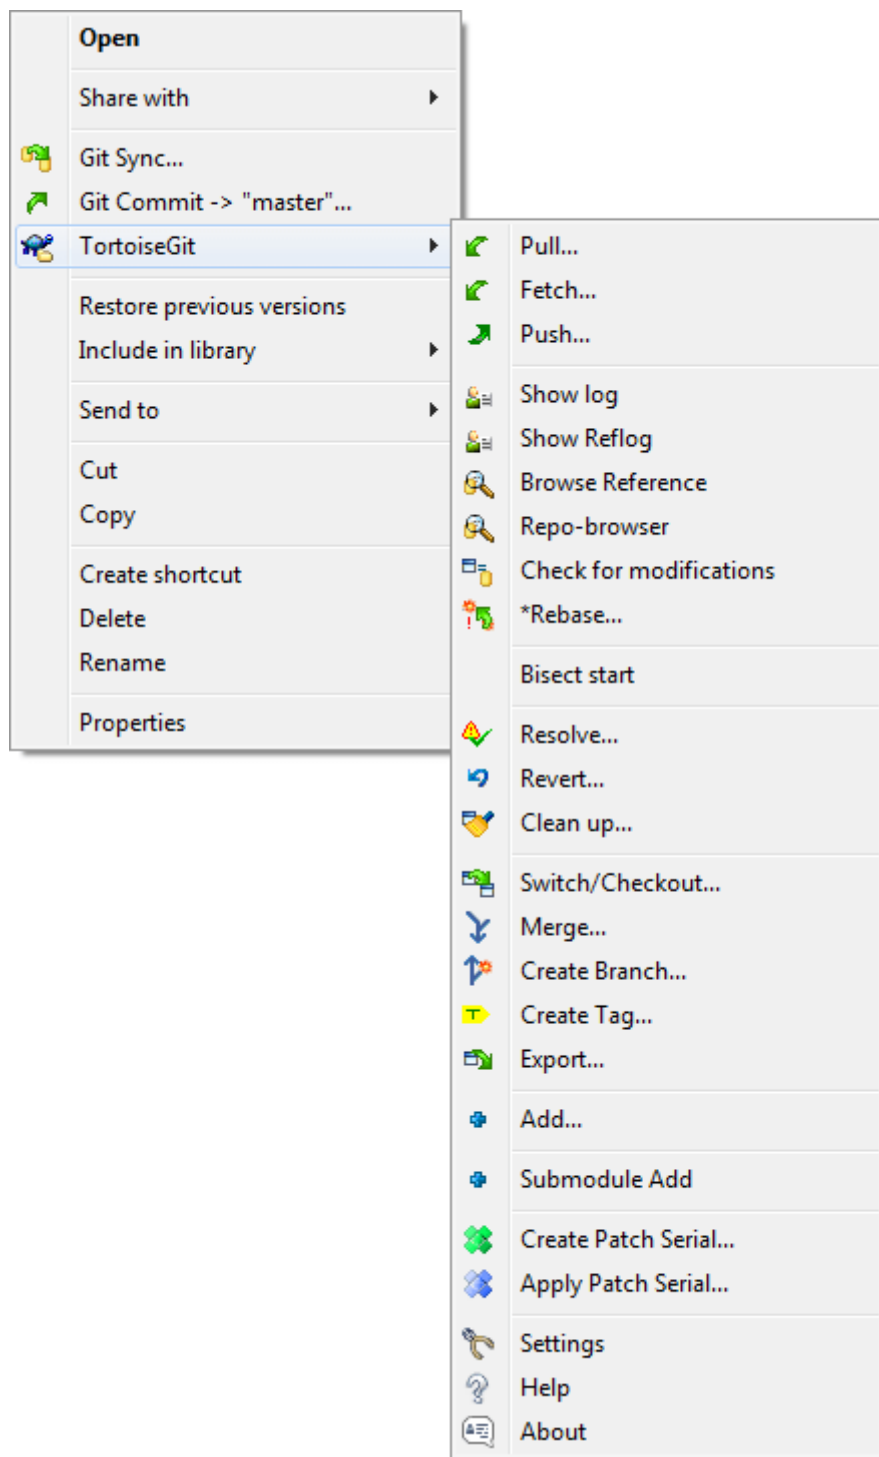 Open
Share with
Git Sync...
Git Commit -> "master"...
TortoiseGit
Restore previous versions
Include in library
Send to
Cut
Copy
Create shortcut
Delete
Rename
Properties
Pull...
Fetch...
Push...
Show log
Show Reflog
Browse Reference
Repo-browser
Check for modifications
*Rebase...
Bisect start
Resolve...
Revert...
Clean up...
Switch/Checkout...
Merge...
Create Branch...
Create Tag...
Export...
Add...
Submodule Add
Create Patch Serial...
Apply Patch Serial...
Settings
Help
About